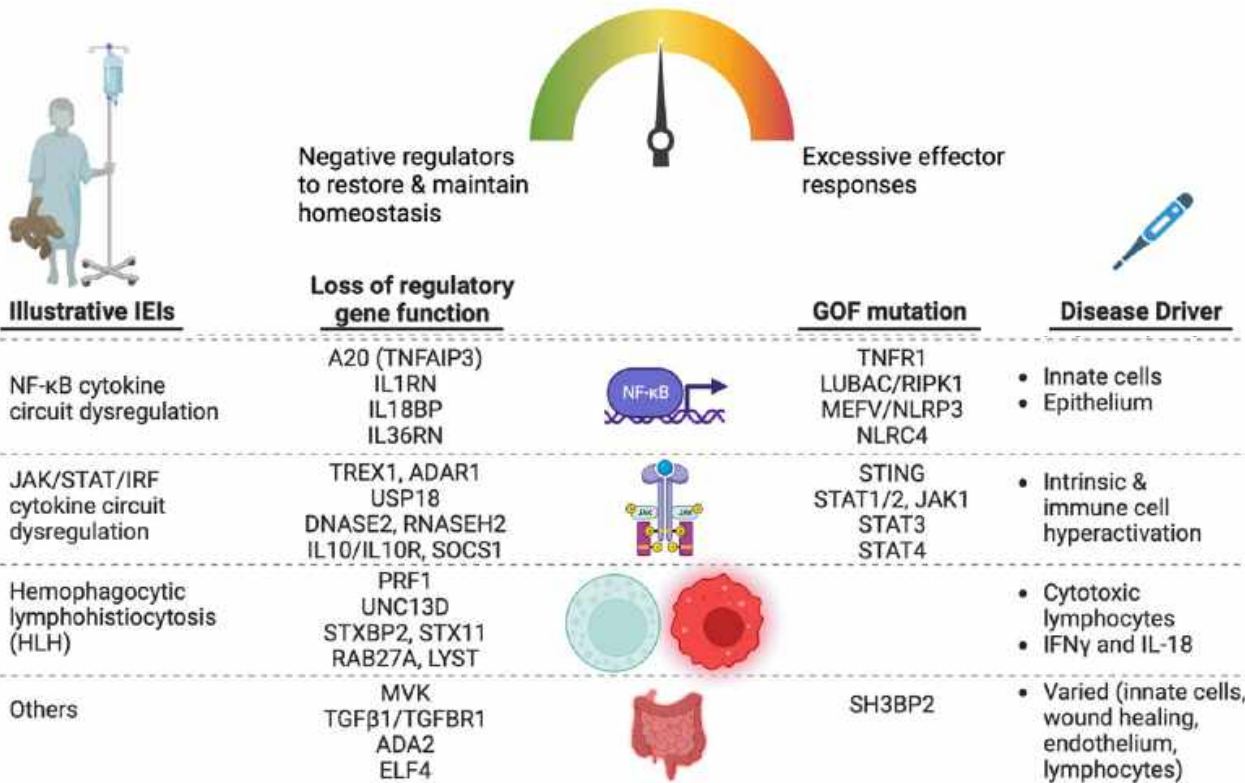 Negative regulators
to restore & maintain
homeostasis
Excessive effector
responses
Illustrative IEIs
Loss of regulatory
gene function
GOF mutation
Disease Driver
NF-κB cytokine
circuit dysregulation
A20 (TNFAIP3)
IL1RN
IL18BP
IL36RN
NF-κB
TNFR1
LUBAC/RIPK1
MEFV/NLRP3
NLRC4
• Innate cells
• Epithelium
JAK/STAT/IRF
cytokine circuit
dysregulation
TREX1, ADAR1
USP18
DNASE2, RNASEH2
IL10/IL10R, SOCS1
JAK
JAK
STING
STAT1/2, JAK1
STAT3
STAT4
• Intrinsic &
immune cell
hyperactivation
Hemophagocytic
lymphohistiocytosis
(HLH)
PRF1
UNC13D
STXBP2, STX11
RAB27A, LYST
• Cytotoxic
lymphocytes
• IFNγ and IL-18
Others
MVK
TGFβ1/TGFBR1
ADA2
ELF4
SH3BP2
• Varied (innate cells,
wound healing,
endothelium,
lymphocytes)